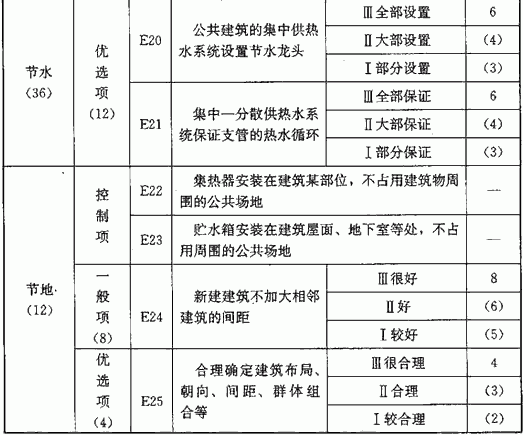 节水
(36)
优
选
项
(12)
E20
公共建筑的集中供热
水系统设置节水龙头
Ⅲ全部设置
6
Ⅱ大部设置
(4)
Ⅰ部分设置
(3)
E21
集中—分散供热水系
统保证支管的热水循环
Ⅲ全部保证
6
Ⅱ大部保证
(4)
Ⅰ部分保证
(3)
节地
(12)
控
制
项
E22
集热器安装在建筑某部位，不占用建筑物周
围的公共场地
—
E23
贮水箱安装在建筑屋面、地下室等处，不占
用周围的公共场地
—
一
般
项
(8)
E24
新建建筑不加大相邻
建筑的间距
Ⅲ很好
8
Ⅱ好
(6)
Ⅰ较好
(5)
优
选
项
(4)
E25
合理确定建筑布局、
朝向、间距、群体组
合等
Ⅲ很合理
4
Ⅱ合理
(3)
Ⅰ较合理
(2)